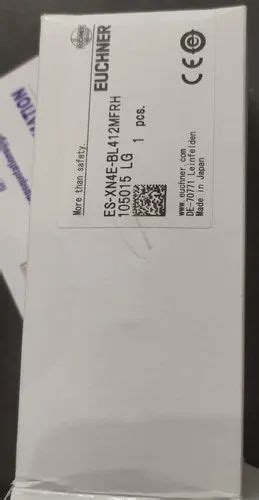 EUCHNER
More than safety.
ES-XN4E-BL412MFRH
105015 LG 1 pcs.
www.euchner.com
DE-70771 Leinfelden
Made in Japan